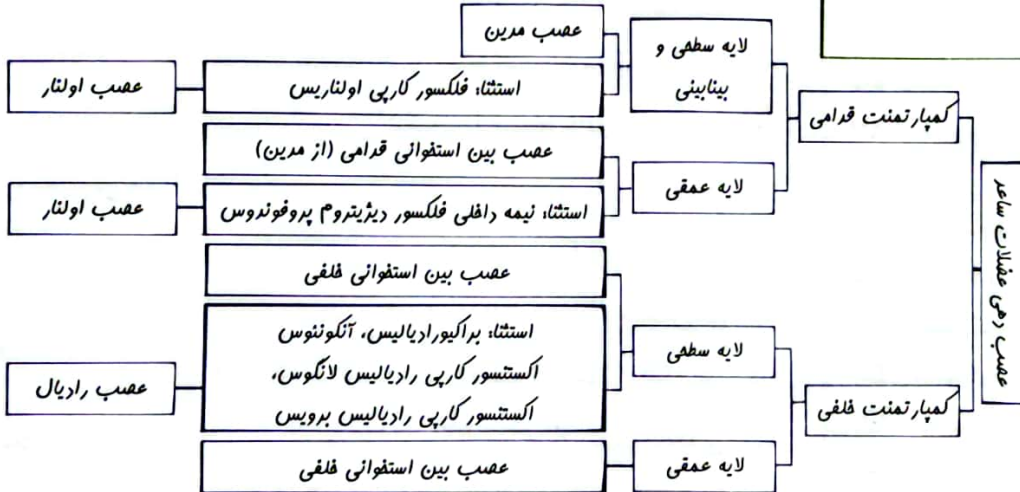 عصب دهی عضلات ساعد
کمپارتمنت قدامی
لایه سطحی و
بینابینی
عصب مدین
استثنا: فلکسور کارپی اولناریس
عصب اولنار
لایه عمقی
عصب بین استخوانی قدامی (از مدین)
استثنا: نیمه داخلی فلکسور دیژیتروم پروفوندوس
عصب اولنار
کمپارتمنت خلفی
لایه سطحی
عصب بین استخوانی خلفی
استثنا: براکیورادیالیس، آنکونئوس
اکستنسور کارپی رادیالیس لانگوس،
اکستنسور کارپی رادیالیس برویس
عصب رادیال
لایه عمقی
عصب بین استخوانی خلفی